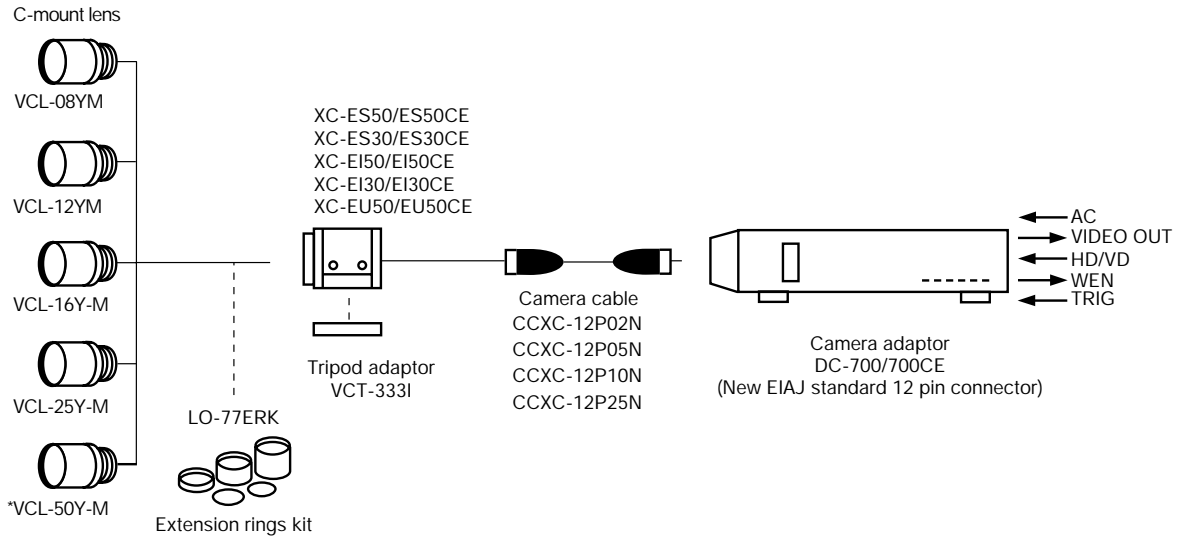 C-mount lens
VCL-08YM
VCL-12YM
VCL-16Y-M
VCL-25Y-M
*VCL-50Y-M
LO-77ERK
Extension rings kit
XC-ES50/ES50CE
XC-ES30/ES30CE
XC-EI50/EI50CE
XC-EI30/EI30CE
XC-EU50/EU50CE
Tripod adaptor
VCT-333I
Camera cable
CCXC-12P02N
CCXC-12P05N
CCXC-12P10N
CCXC-12P25N
Camera adaptor
DC-700/700CE
(New EIAJ standard 12 pin connector)
AC
VIDEO OUT
HD/VD
WEN
TRIG